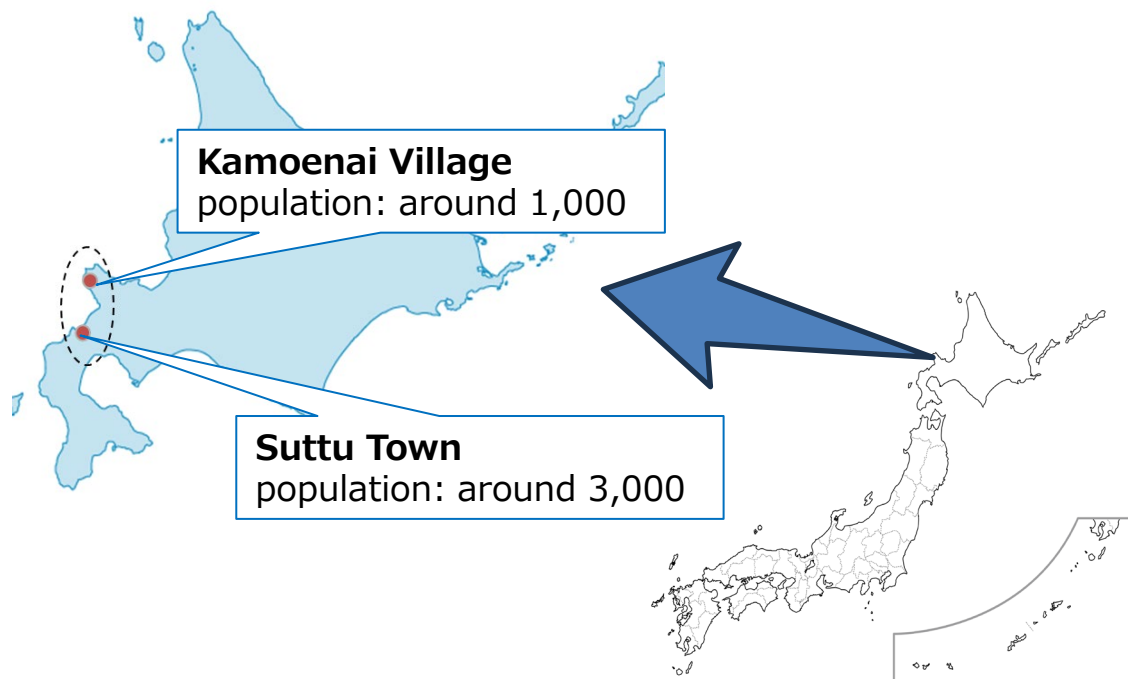 Kamoenai Village
population: around 1,000
Suttu Town
population: around 3,000